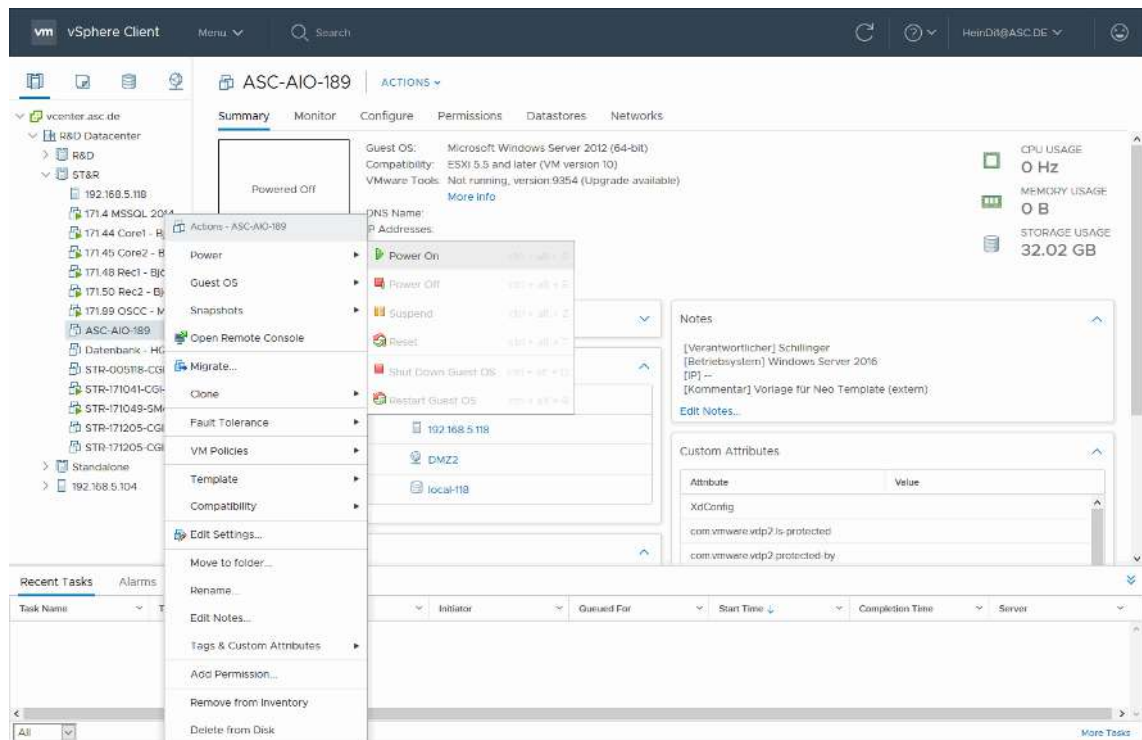 vm vSphere Client Menu Search HeinDil@ASC.DE
ASC-AIO-189 ACTIONS
Summary Monitor Configure Permissions Datastores Networks
vcenter.asc.de
R&D Datacenter
R&D
ST&R
192.168.5.118
171.4 MSSQL 2014
171.44 Core1 - B
171.45 Core2 - B
171.48 Rec1 - Bjö
171.50 Rec2 - Bj
171.89 OSCC - M
ASC-AIO-189
Datenbank - HG
STR-005118-CGI
STR-171041-CGI-
STR-171049-SM
STR-171205-CGI
STR-171205-CGI
Standalone
192.168.5.104
Powered Off
Guest OS: Microsoft Windows Server 2012 (64-bit)
Compatibility: ESXi 5.5 and later (VM version 10)
VMware Tools: Not running, version:9354 (Upgrade available)
More info
DNS Name:
IP Addresses:
CPU USAGE
0 Hz
MEMORY USAGE
0 B
STORAGE USAGE
32.02 GB
Actions - ASC-AIO-189
Power
Guest OS
Snapshots
Open Remote Console
Migrate...
Clone
Fault Tolerance
VM Policies
Template
Compatibility
Edit Settings...
Move to folder...
Rename...
Edit Notes...
Tags & Custom Attributes
Add Permission...
Remove from Inventory
Delete from Disk
Power On
Power Off
Suspend
Reset
Shut Down Guest OS
Restart Guest OS
192.168.5.118
DMZ2
local-118
Notes
[Verantwortlicher] Schillinger
[Betriebsystem] Windows Server 2016
[IP] --
[Kommentar] Vorlage für Neo Template (extern)
Edit Notes...
Custom Attributes
Attribute Value
XdConfig
com.vmware.vdp2.is-protected
com.vmware.vdp2.protected-by
Recent Tasks Alarms
Task Name T Initiator Queued For Start Time Completion Time Server
All More Tasks